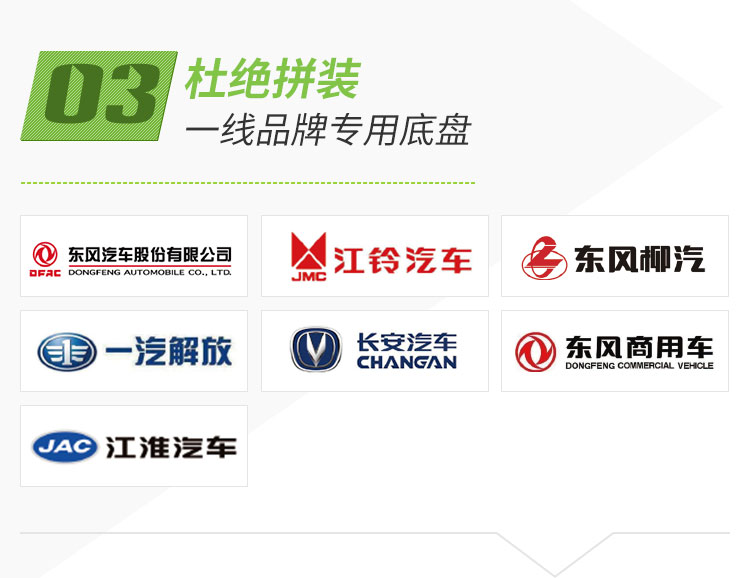 03
杜绝拼装
一线品牌专用底盘
DFAC
东风汽车股份有限公司
DONGFENG AUTOMOBILE CO., LTD.
JMC
江铃汽车
东风柳汽
一汽解放
长安汽车
CHANGAN
东风商用车
DONGFENG COMMERCIAL VEHICLE
JAC
江淮汽车